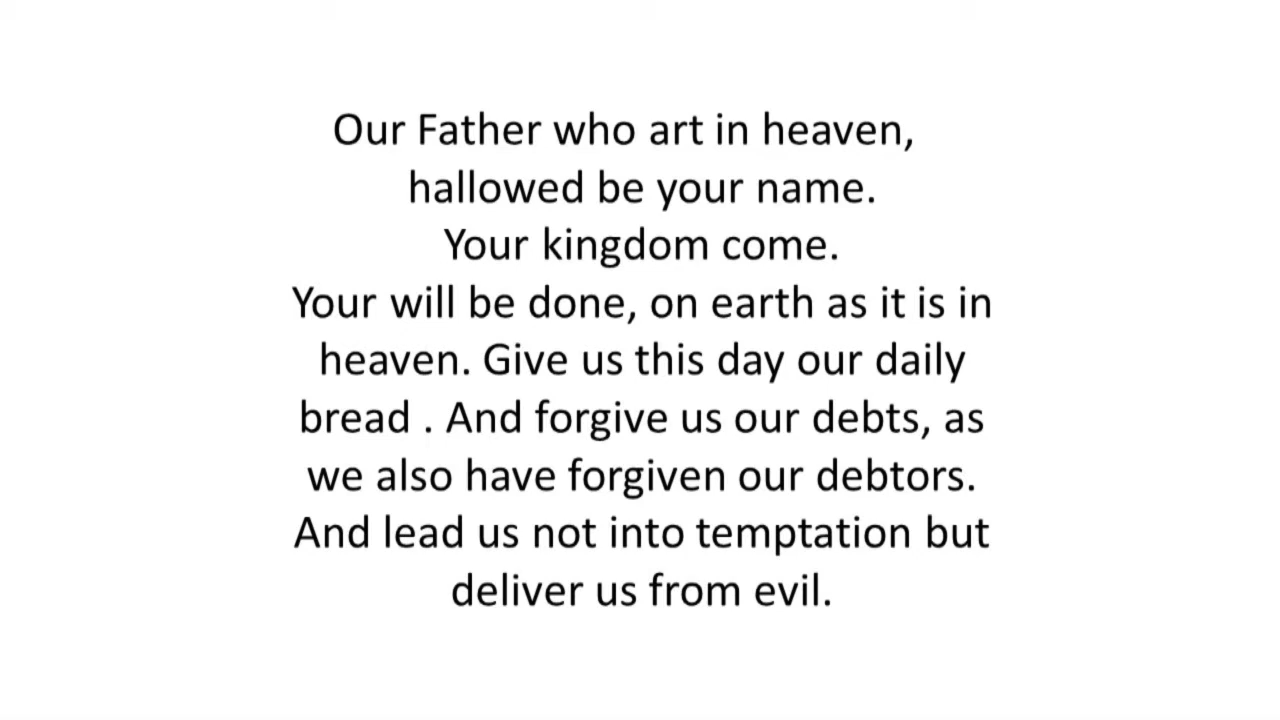 Our Father who art in heaven,
hallowed be your name.
Your kingdom come.
Your will be done, on earth as it is in
heaven. Give us this day our daily
bread . And forgive us our debts, as
we also have forgiven our debtors.
And lead us not into temptation but
deliver us from evil.